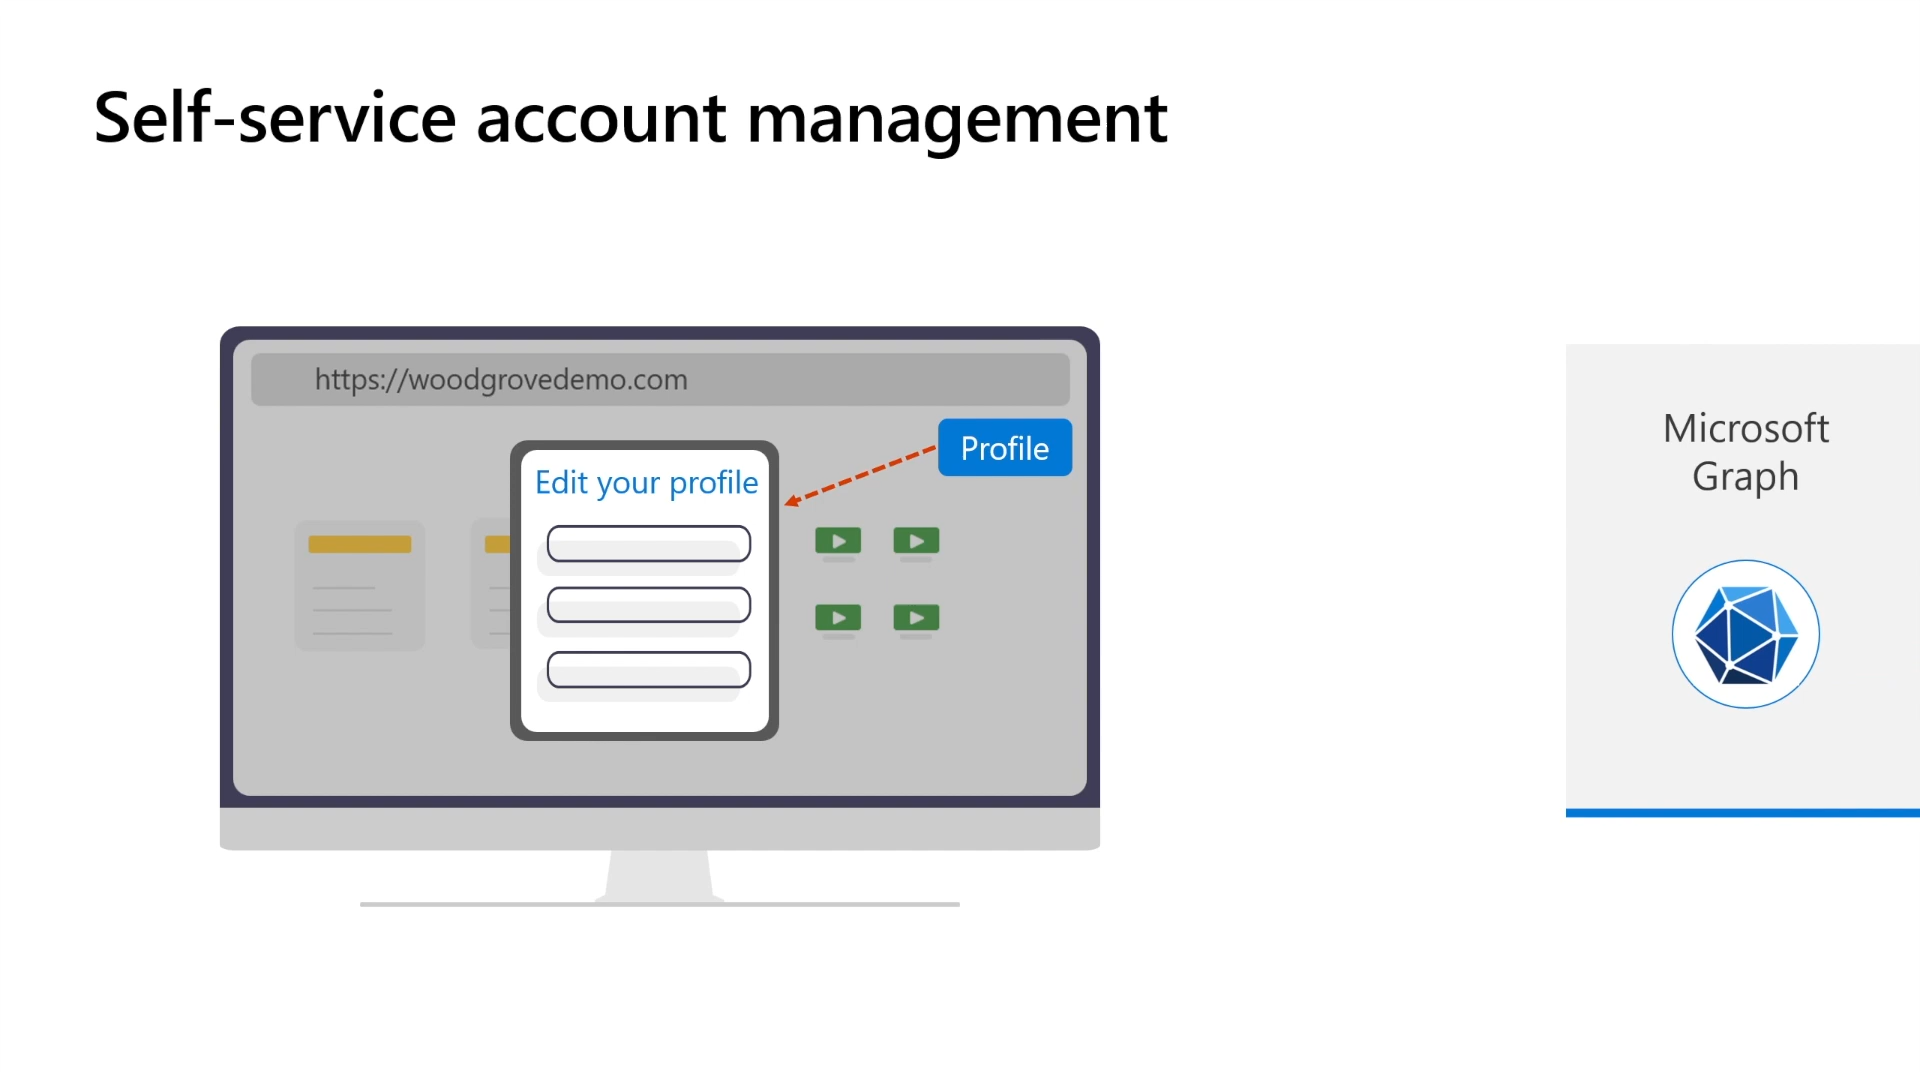 Self-service account management
https://woodgrovedemo.com
Profile
Edit your profile
Microsoft
Graph